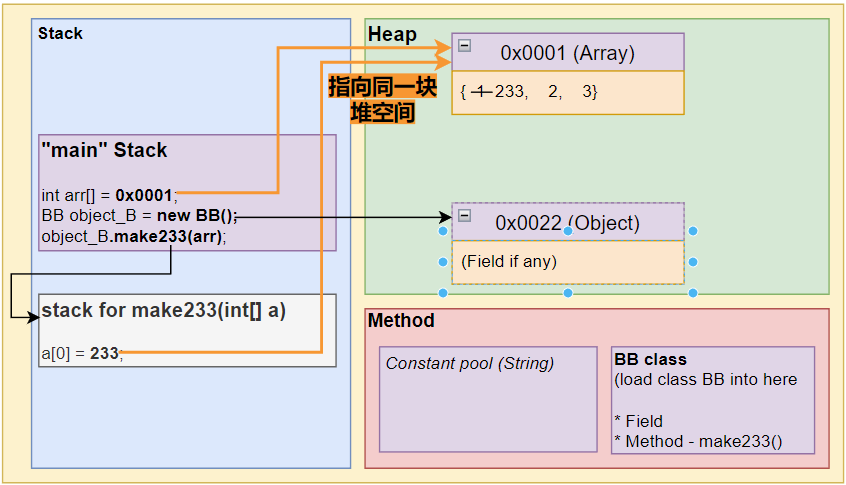 Stack
"main" Stack
int arr[] = 0x0001;
BB object_B = new BB();
object_B.make233(arr);
stack for make233(int[] a)
a[0] = 233;
指向同一块
堆空间
Heap
0x0001 (Array)
{ 1 233, 2, 3}
0x0022 (Object)
(Field if any)
Method
Constant pool (String)
BB class
(load class BB into here
* Field
* Method - make233()